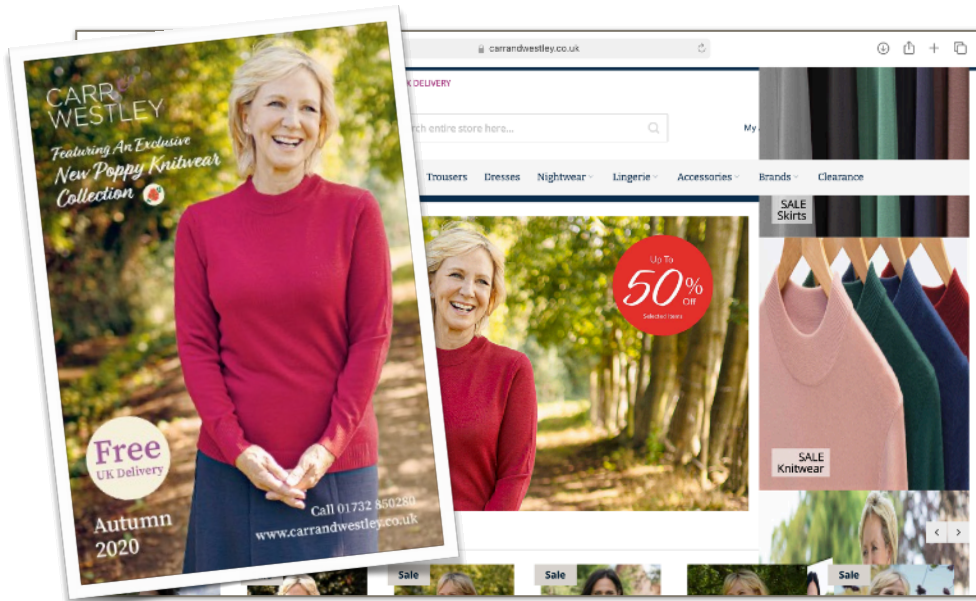 CARR &
WESTLEY
Featuring An Exclusive
New Poppy Knitwear
Collection
Free
UK Delivery
Autumn
2020
Call 01732 850280
www.carrandwestley.co.uk
carrandwestley.co.uk
DELIVERY
entire store here...
My
Trousers Dresses Nightwear Lingerie Accessories Brands Clearance
Up To
50%
Off
Selected Items
SALE
Skirts
SALE
Knitwear
Sale
Sale
Sale